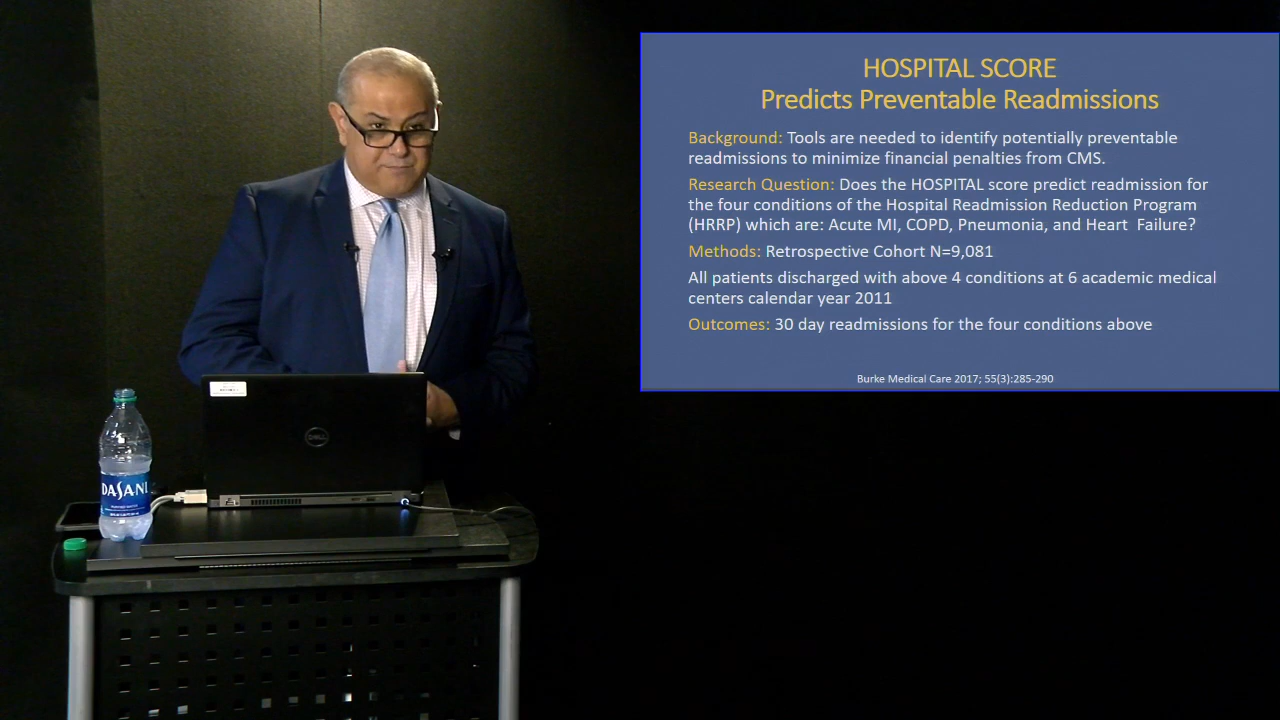 HOSPITAL SCORE
Predicts Preventable Readmissions
Background: Tools are needed to identify potentially preventable
readmissions to minimize financial penalties from CMS.
Research Question: Does the HOSPITAL score predict readmission for
the four conditions of the Hospital Readmission Reduction Program
(HRRP) which are: Acute MI, COPD, Pneumonia, and Heart  Failure?
Methods: Retrospective Cohort N=9,081
All patients discharged with above 4 conditions at 6 academic medical
centers calendar year 2011
Outcomes: 30 day readmissions for the four conditions above
Burke Medical Care 2017; 55(3):285-290
DELL
DASANI